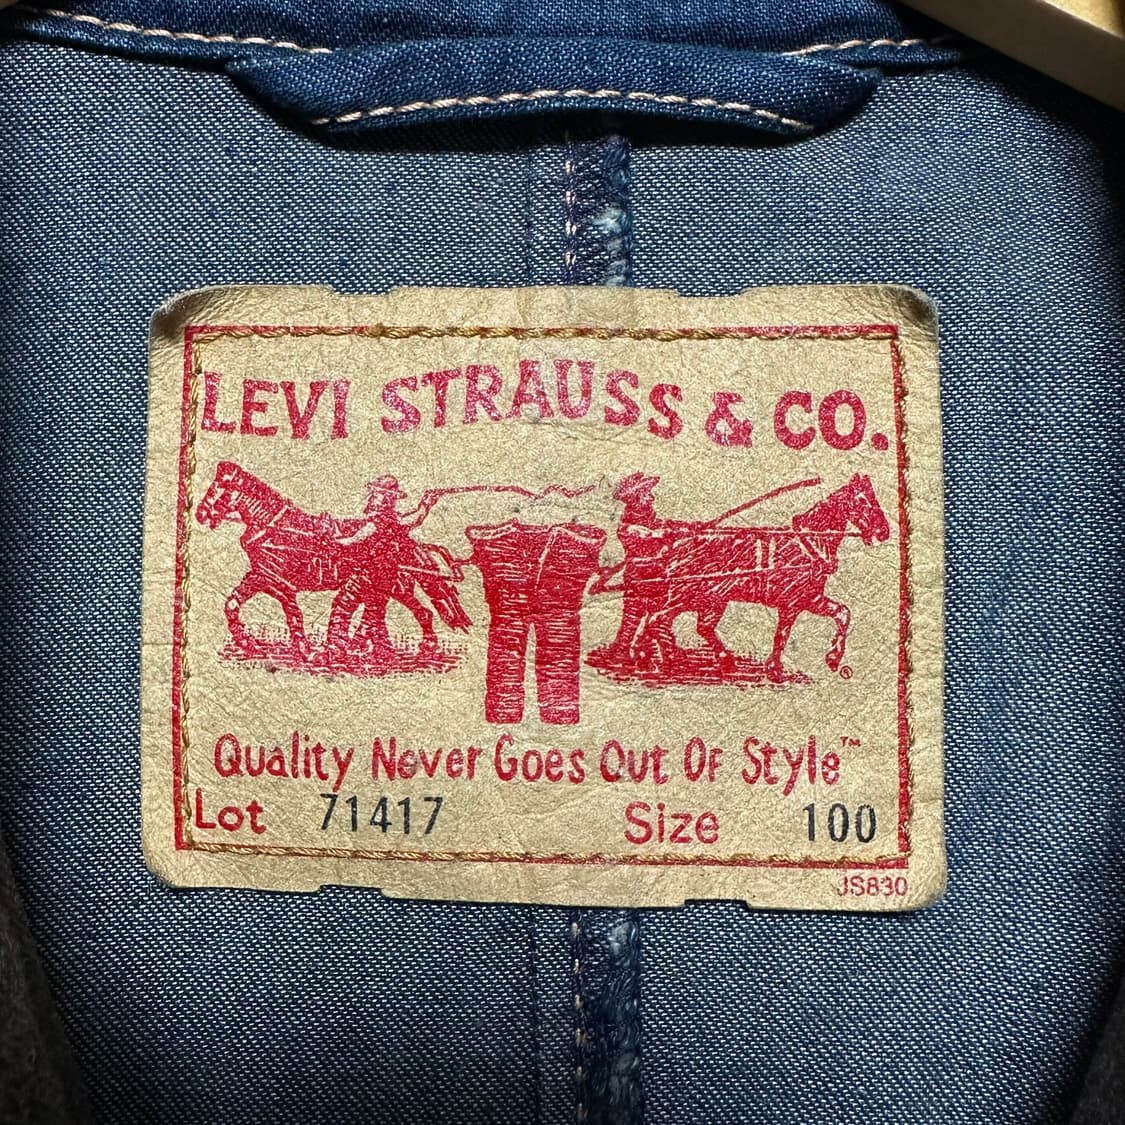 LEVI STRAUSS & CO.
®
Quality Never Goes Out Of Style™
Lot 71417 Size 100
JS830